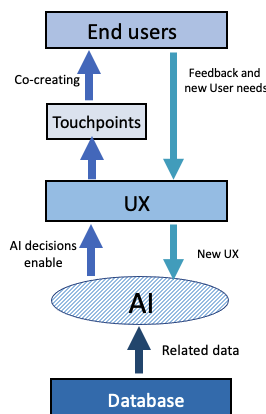 End users
Co-creating
Feedback and
new User needs
Touchpoints
UX
AI decisions
enable
New UX
AI
Related data
Database